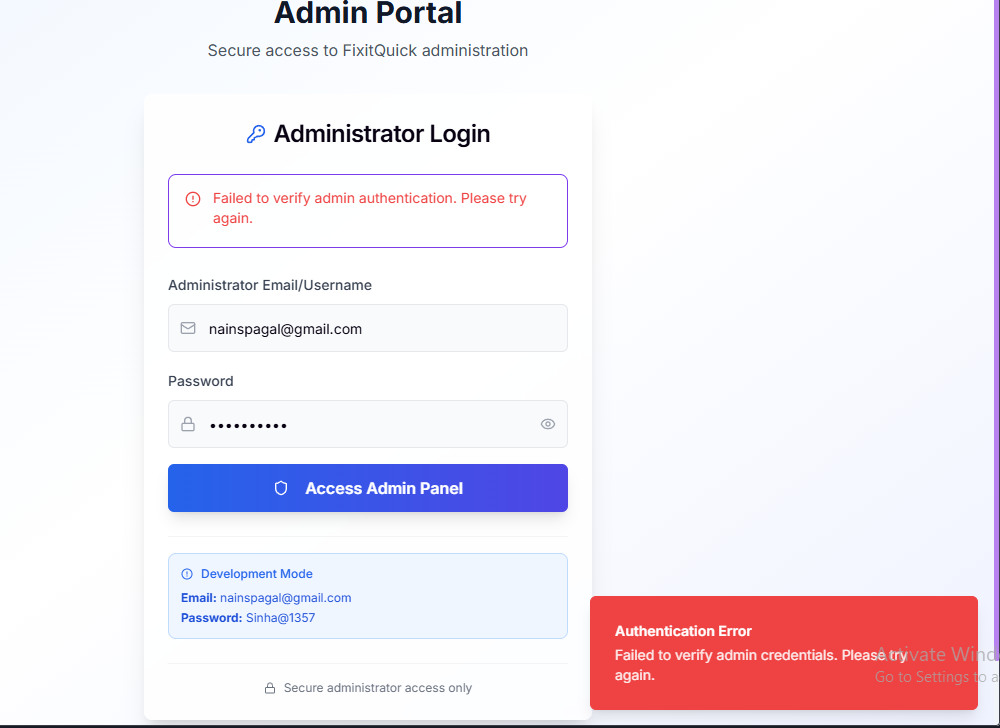 Admin Portal
Secure access to FixitQuick administration
Administrator Login
Failed to verify admin authentication. Please try
again.
Administrator Email/Username
nainspagal@gmail.com
Password
••••••••••
Access Admin Panel
Development Mode
Email: nainspagal@gmail.com
Password: Sinha@1357
Secure administrator access only
Authentication Error
Failed to verify admin credentials. Please try
again.
Activate Wind
Go to Settings to a